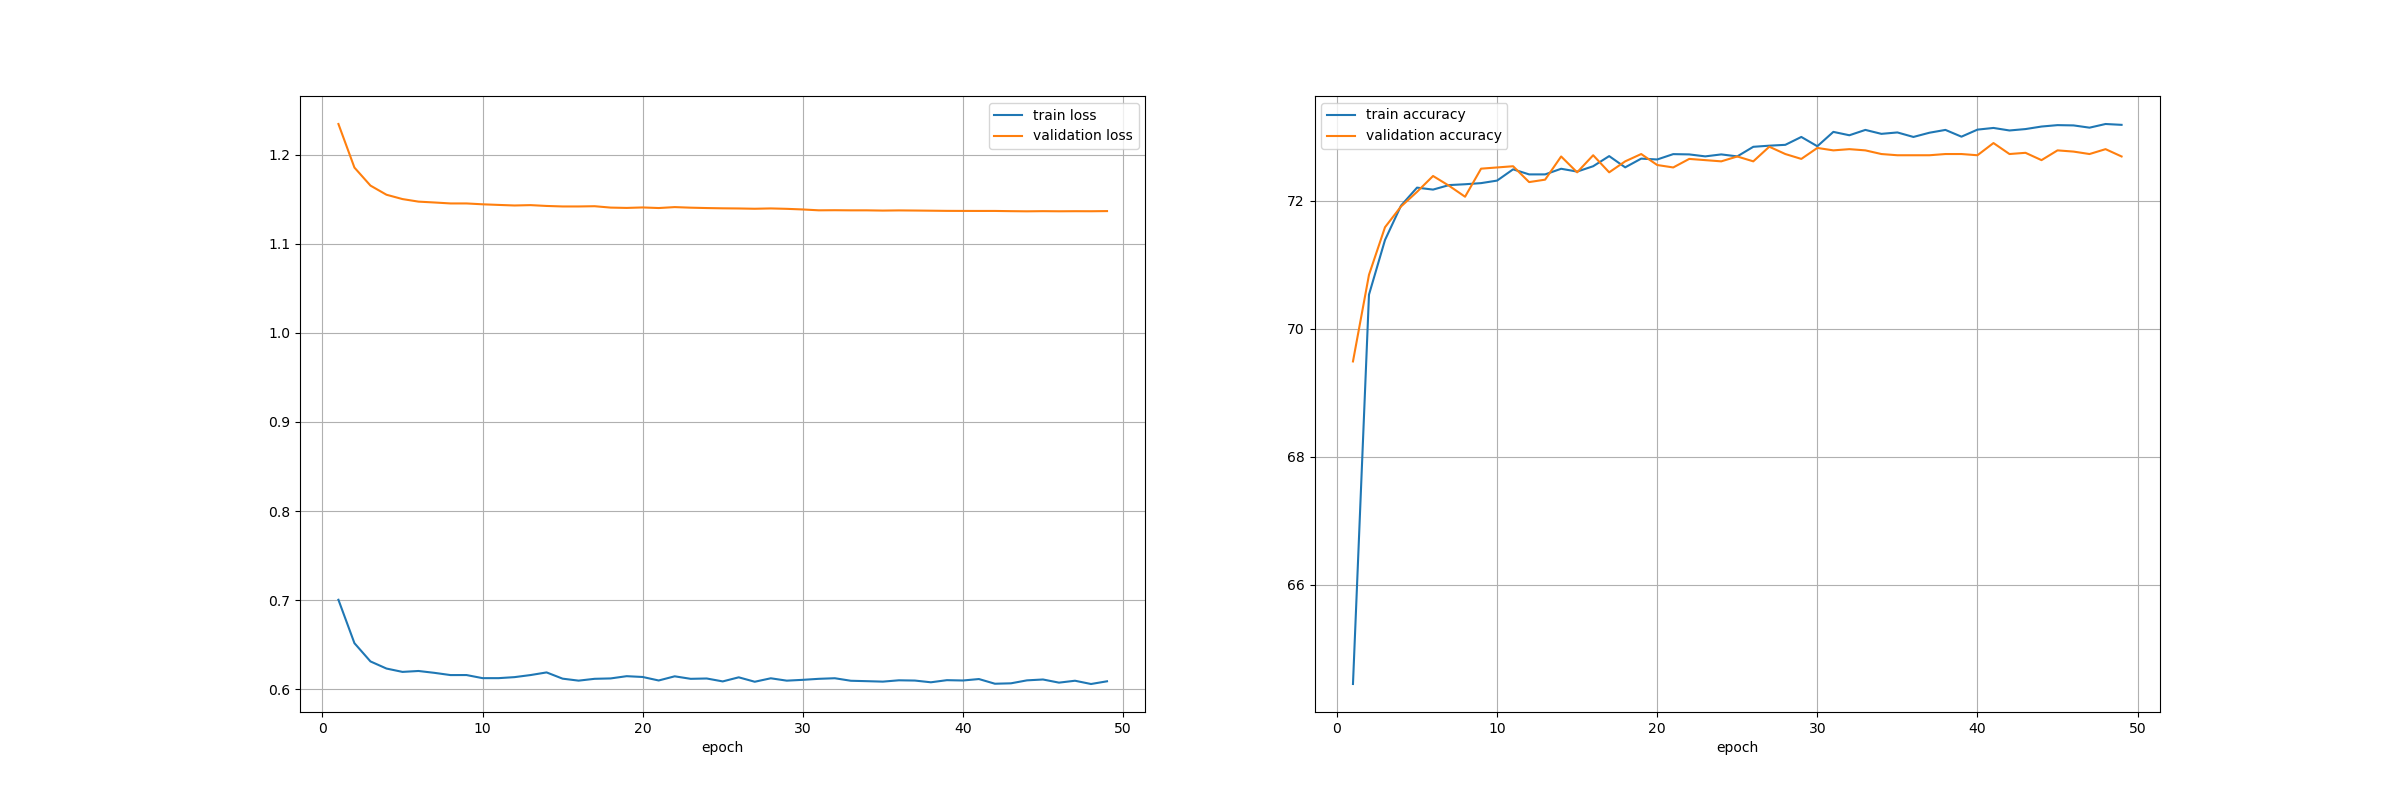 train loss
validation loss
1.2
1.1
1.0
0.9
0.8
0.7
0.6
0 10 20 30 40 50
epoch
train accuracy
validation accuracy
72
70
68
66
0 10 20 30 40 50
epoch